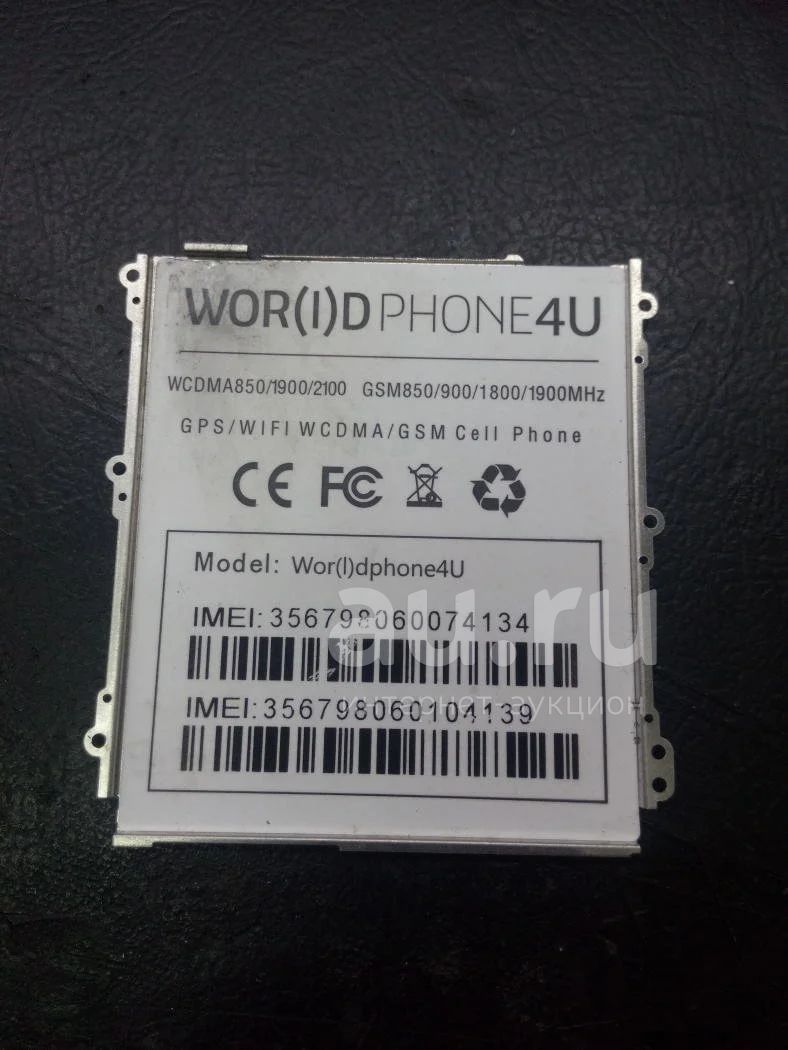 WOR(l)D PHONE4U
WCDMA850/1900/2100 GSM850/900/1800/1900MHz
GPS/WIFI WCDMA/GSM Cell Phone
CE FC
Model: Wor(l)dphone4U
IMEI: 356798060074134
au.ru
интернет-аукцион
IMEI: 356798060104139